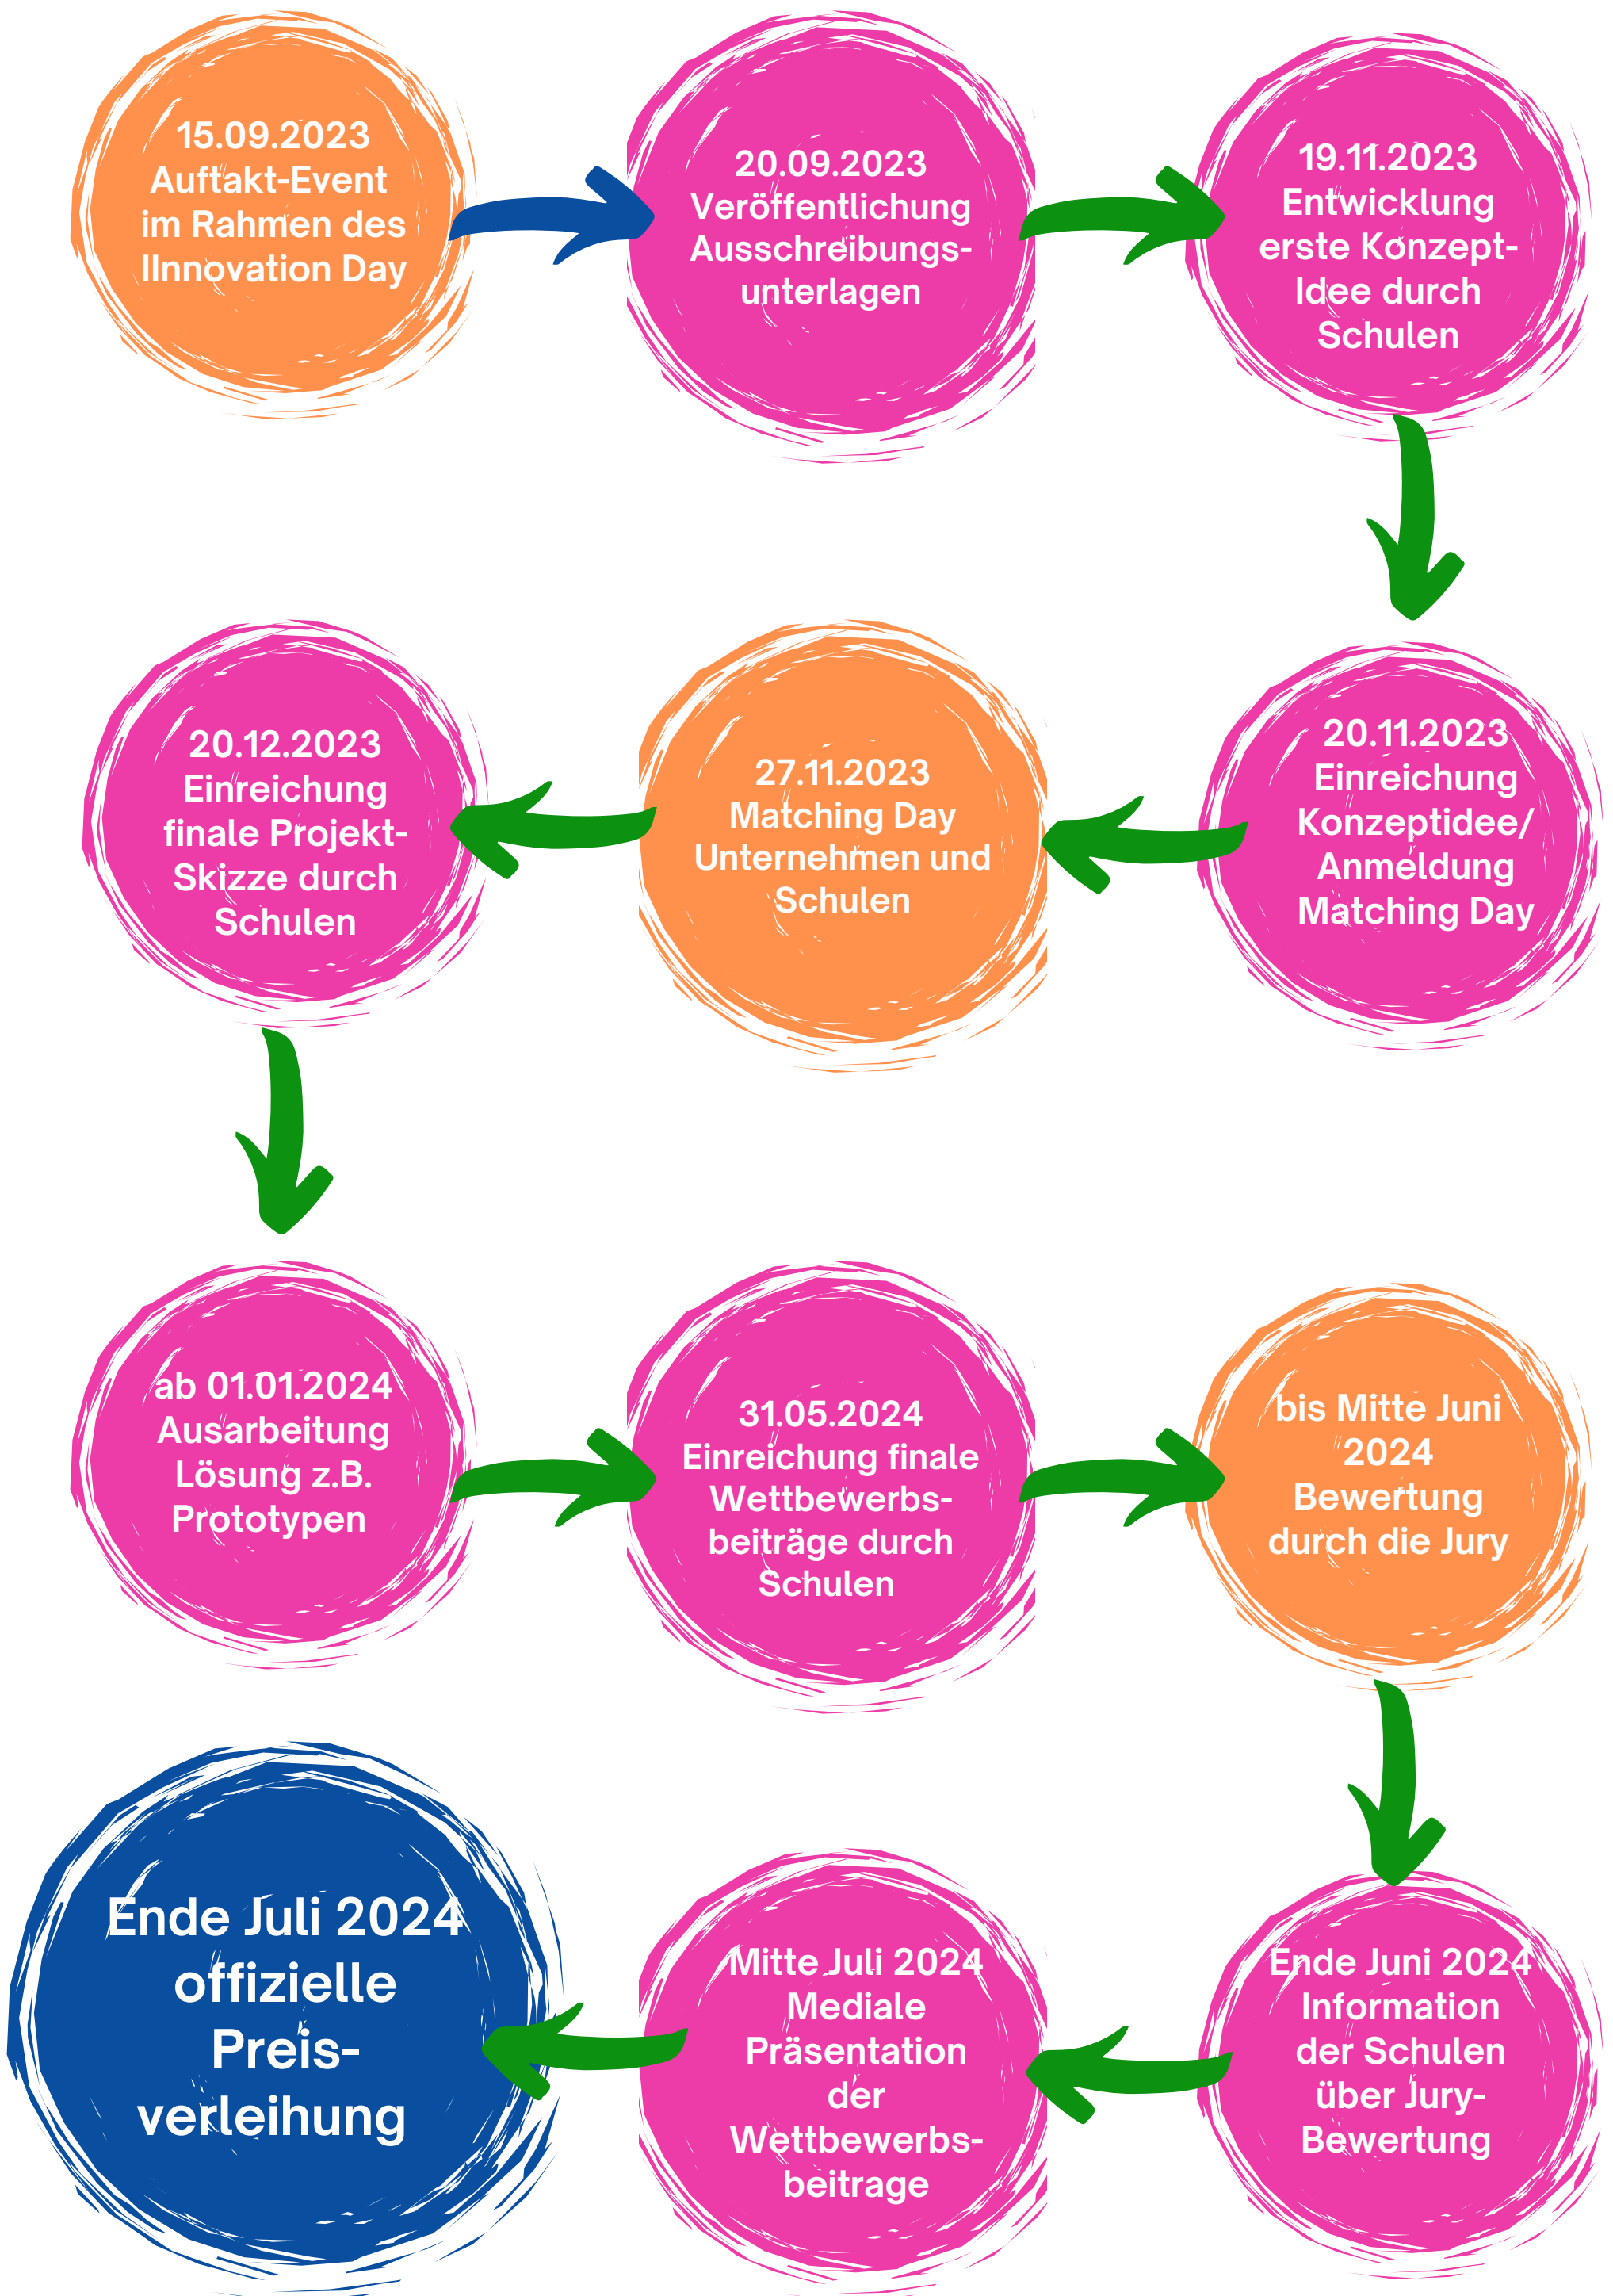 15.09.2023
Auftakt-Event
im Rahmen des
IInnovation Day
20.09.2023
Veröffentlichung
Ausschreibungs-
unterlagen
19.11.2023
Entwicklung
erste Konzept-
Idee durch
Schulen
20.11.2023
Einreichung
Konzeptidee/
Anmeldung
Matching Day
27.11.2023
Matching Day
Unternehmen und
Schulen
20.12.2023
Einreichung
finale Projekt-
Skizze durch
Schulen
ab 01.01.2024
Ausarbeitung
Lösung z.B.
Prototypen
31.05.2024
Einreichung finale
Wettbewerbs-
beiträge durch
Schulen
bis Mitte Juni
2024
Bewertung
durch die Jury
Ende Juni 2024
Information
der Schulen
über Jury-
Bewertung
Mitte Juli 2024
Mediale
Präsentation
der
Wettbewerbs-
beitrage
Ende Juli 2024
offizielle
Preis-
verleihung